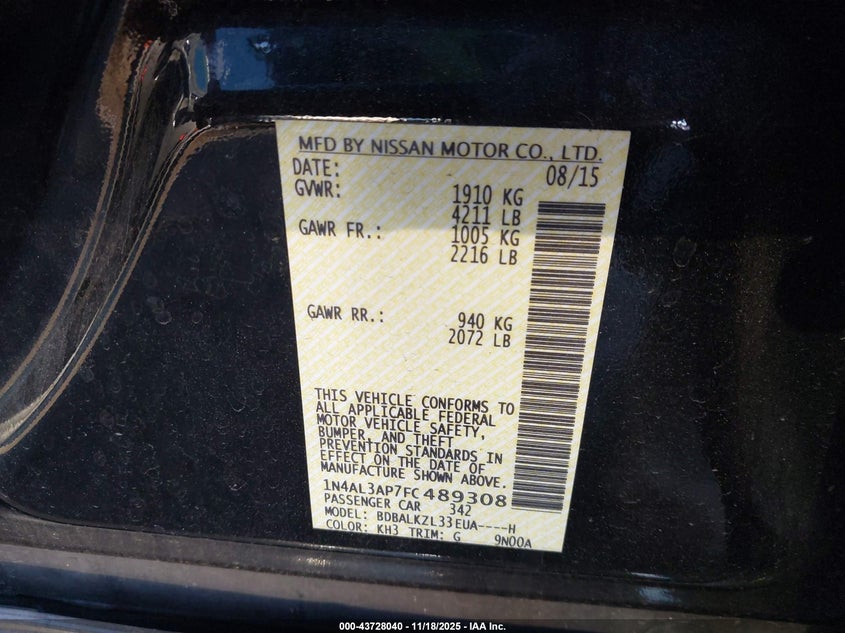 MFD BY NISSAN MOTOR CO., LTD.
DATE: 08/15
GVWR: 1910 KG
4211 LB
GAWR FR.: 1005 KG
2216 LB
GAWR RR.: 940 KG
2072 LB
THIS VEHICLE CONFORMS TO
ALL APPLICABLE FEDERAL
MOTOR VEHICLE SAFETY,
BUMPER, AND THEFT
PREVENTION STANDARDS IN
EFFECT ON THE DATE OF
MANUFACTURE SHOWN ABOVE.
1N4AL3AP7FC489308
PASSENGER CAR 342
MODEL: BDBALKZL33EUA----H
COLOR: KH3 TRIM: G 9N00A
000-43728040 - 11/18/2025 - IAA Inc.